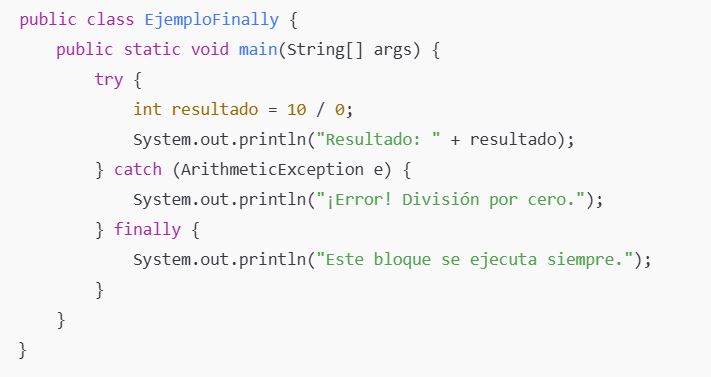 public class EjemploFinally {
    public static void main(String[] args) {
        try {
            int resultado = 10 / 0;
            System.out.println("Resultado: " + resultado);
        } catch (ArithmeticException e) {
            System.out.println("¡Error! División por cero.");
        } finally {
            System.out.println("Este bloque se ejecuta siempre.");
        }
    }
}